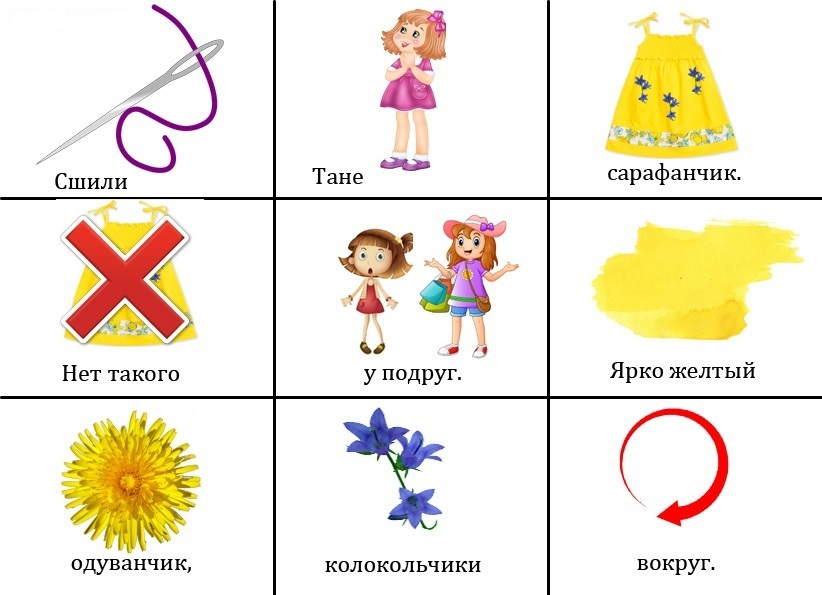 Сшили
Тане
сарафанчик.
Нет такого
у подруг.
Ярко желтый
одуванчик,
колокольчики
вокруг.